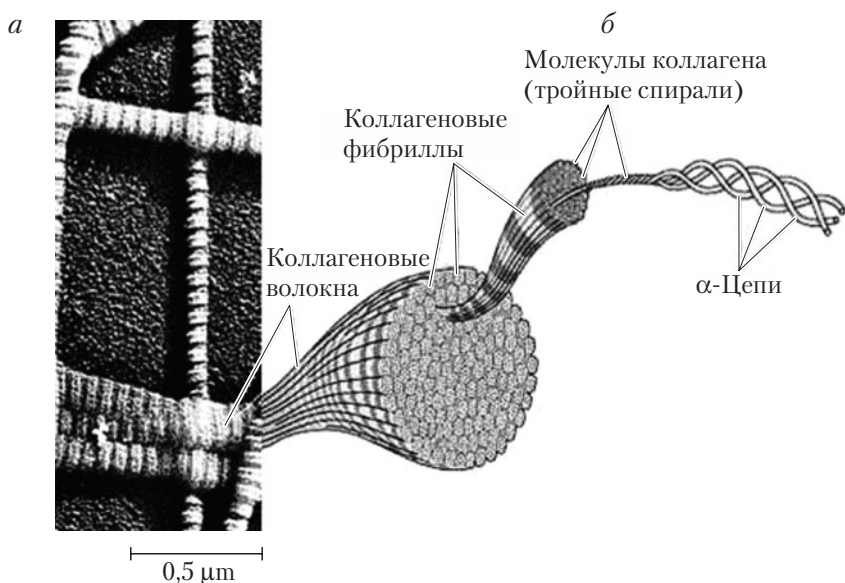 а
б
Молекулы коллагена
(тройные спирали)
Коллагеновые
фибриллы
Коллагеновые
волокна
α-Цепи
0,5 μm